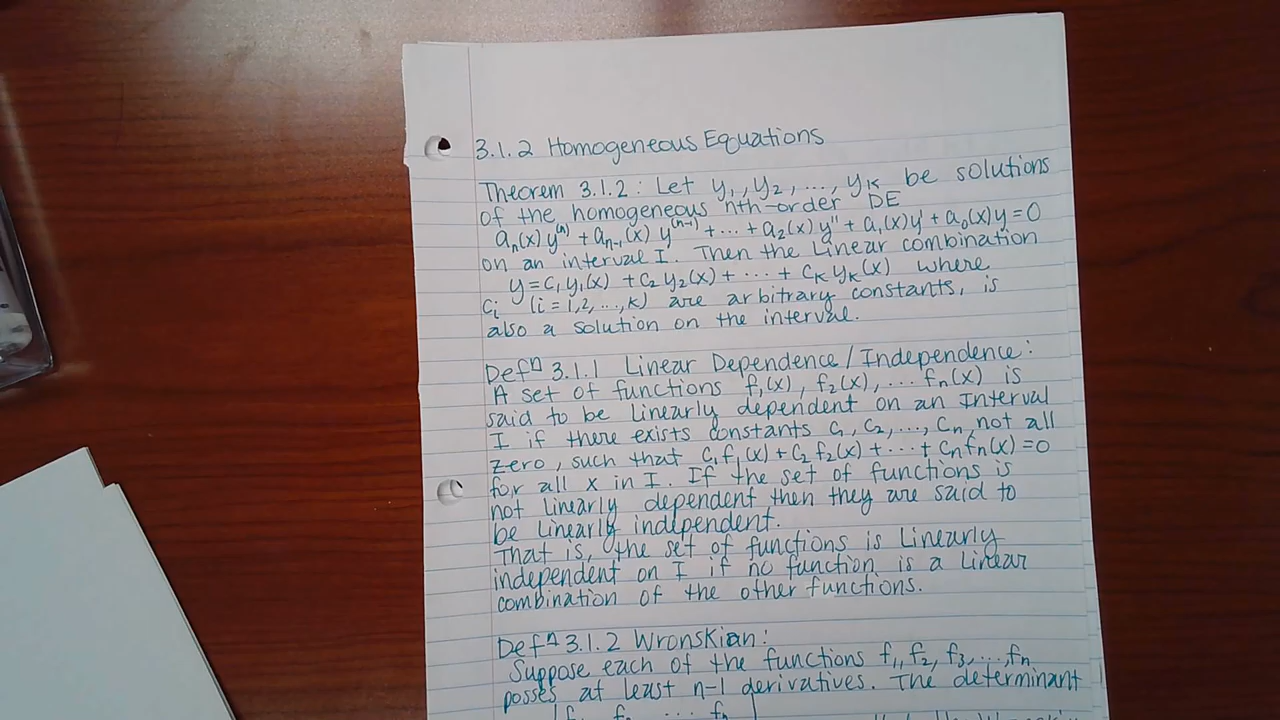 3.1.2 Homogeneous Equations
Theorem 3.1.2: Let y₁, y₂, ..., yₖ be solutions
of the homogeneous nth-order DE
aₙ(x)y⁽ⁿ⁾ + aₙ₋₁(x) y⁽ⁿ⁻¹⁾ + ... + a₂(x)y'' + a₁(x)y' + a₀(x)y = 0
on an interval I. Then the linear combination
y = c₁y₁(x) + c₂y₂(x) + ... + cₖyₖ(x) where
cᵢ (i = 1,2,...,k) are arbitrary constants, is
also a solution on the interval.
Defⁿ 3.1.1 Linear Dependence/Independence:
A set of functions f₁(x), f₂(x), ... fₙ(x) is
said to be linearly dependent on an Interval
I if there exists constants c₁, c₂, ..., cₙ, not all
zero, such that c₁f₁(x) + c₂f₂(x) + ... + cₙfₙ(x) = 0
for all x in I. If the set of functions is
not linearly dependent then they are said to
be linearly independent.
That is, the set of functions is linearly
independent on I if no function is a linear
combination of the other functions.
Defⁿ 3.1.2 Wronskian:
Suppose each of the functions f₁, f₂, f₃, ..., fₙ
posses at least n-1 derivatives. The determinant
f₁ f₂ ... fₙ